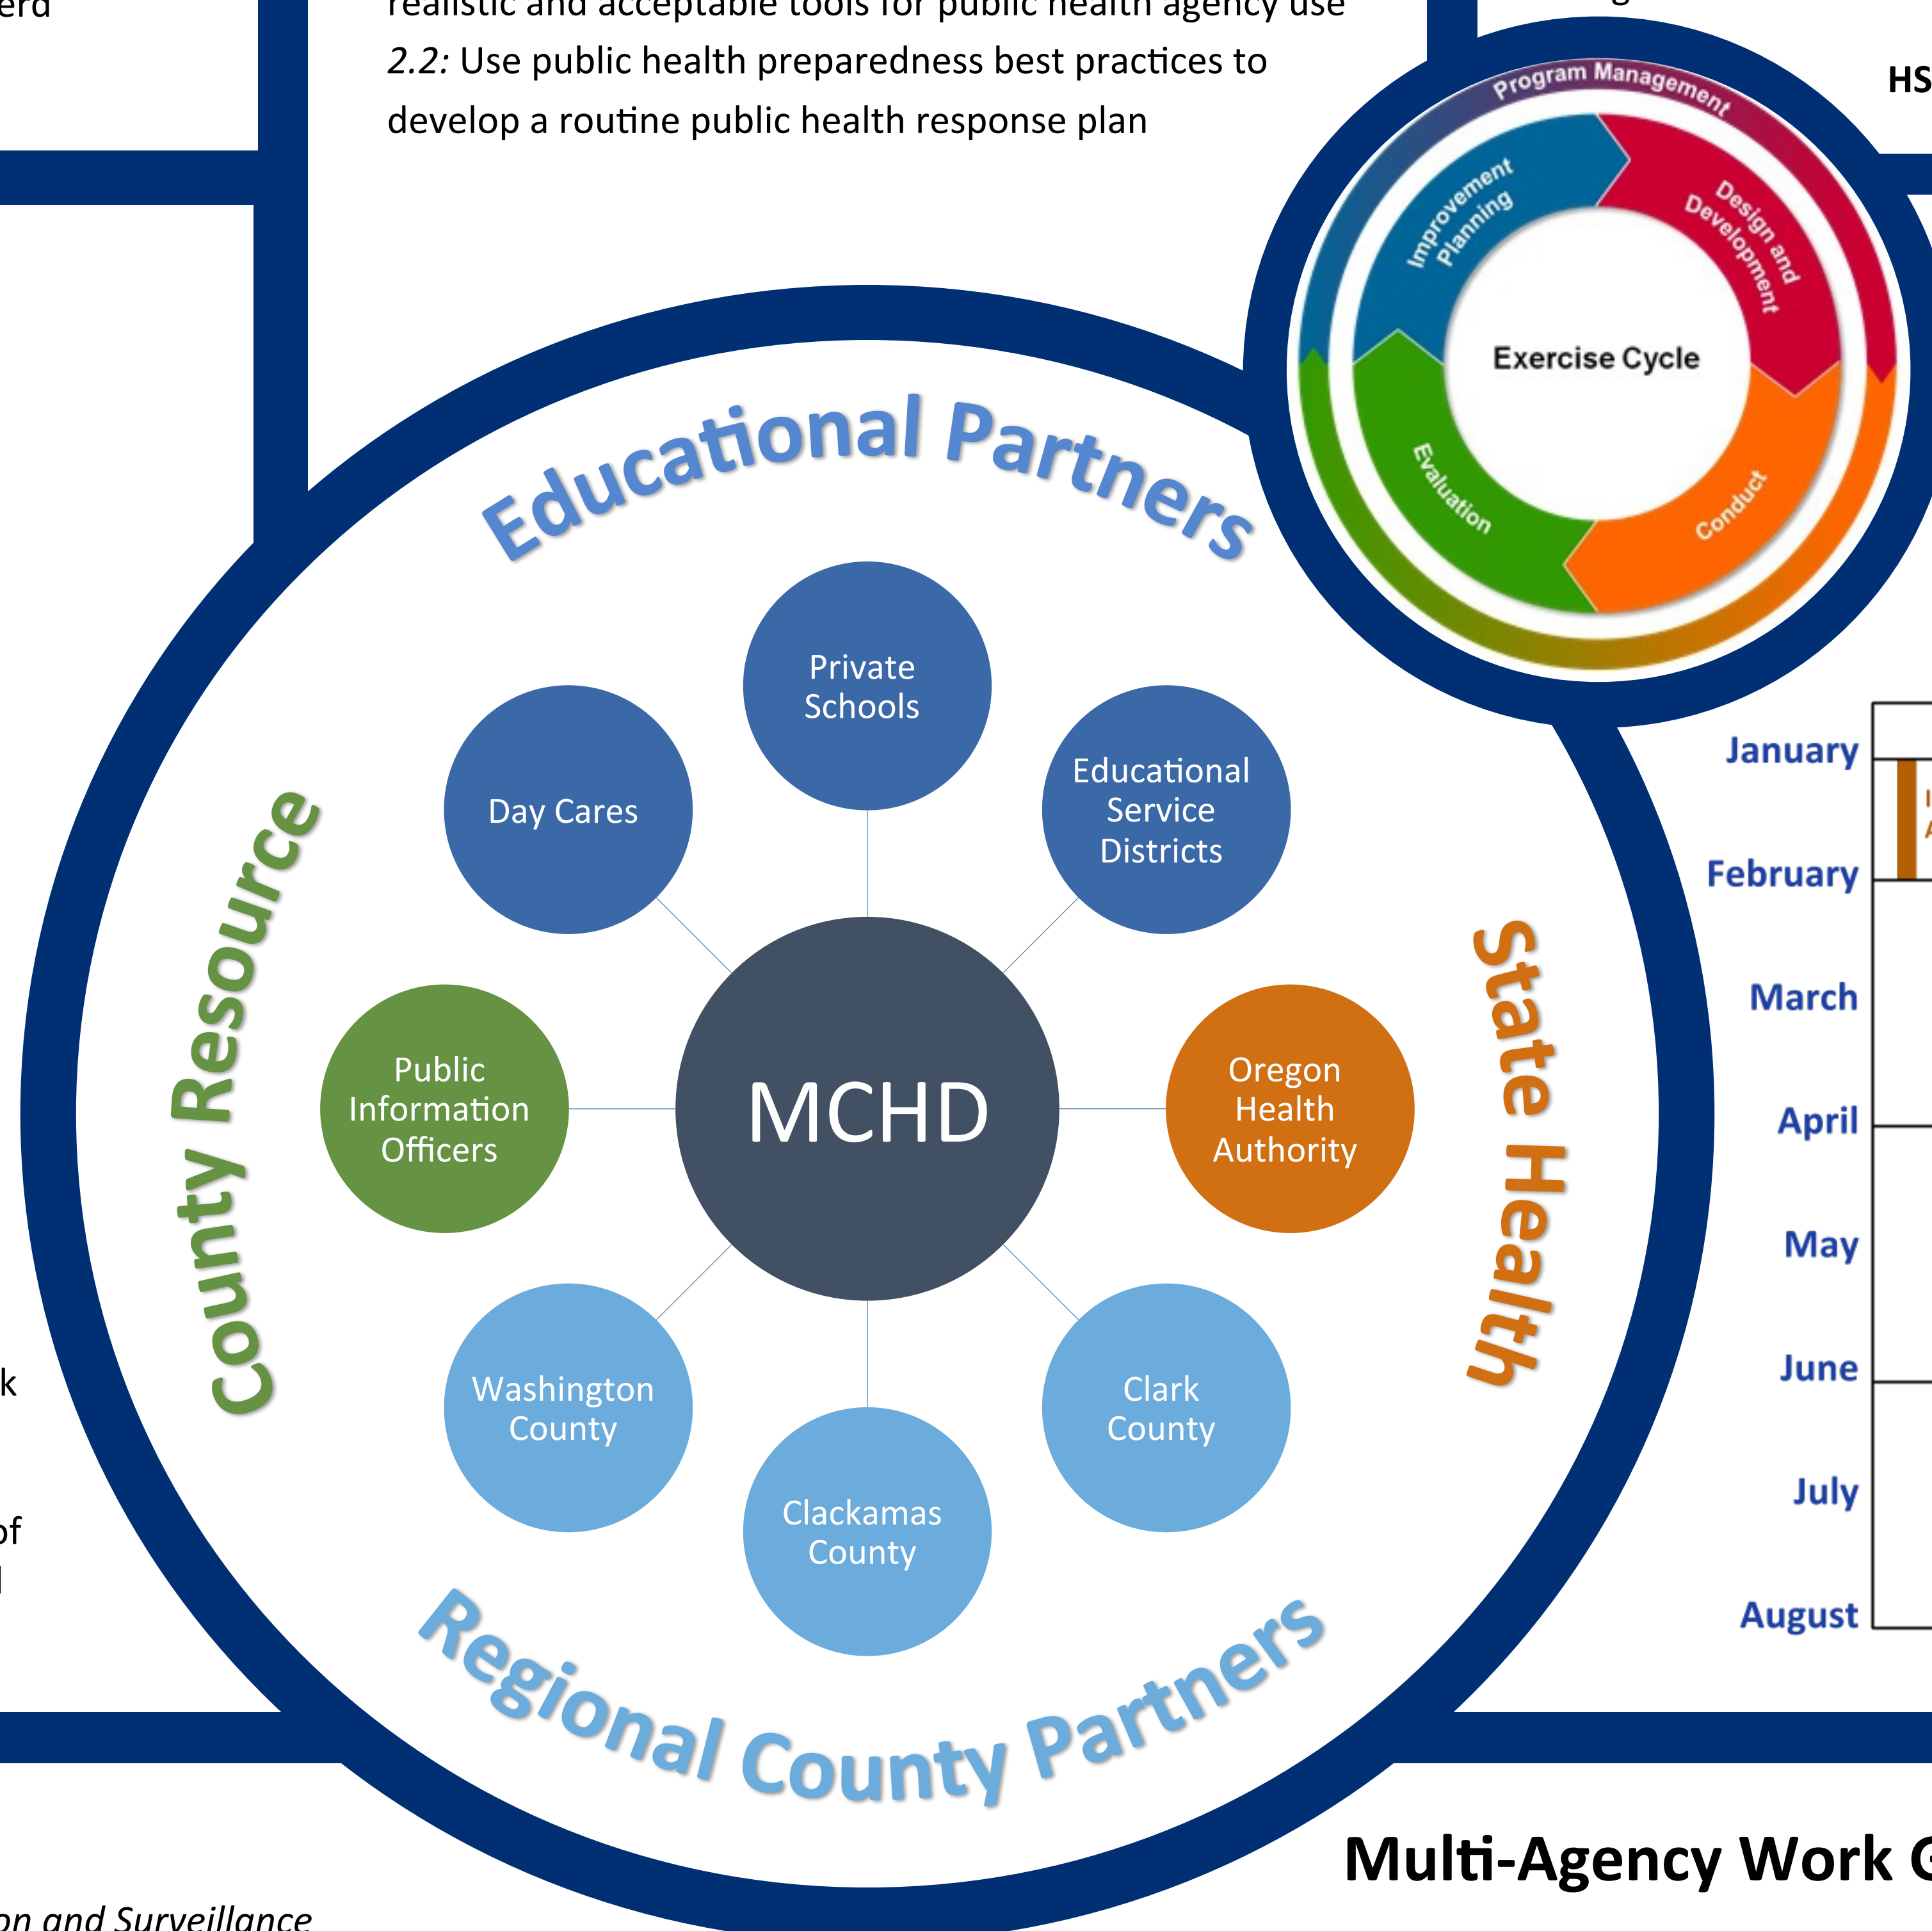 realistic and acceptable tools for public health agency use
2.2: Use public health preparedness best practices to
develop a routine public health response plan
HS
Program Management
Improvement
Planning
Design and
Development
Exercise Cycle
Evaluation
Conduct
Educational Partners
Private
Schools
Day Cares
Educational
Service
Districts
County Resource
Public
Information
Officers
MCHD
Oregon
Health
Authority
State Health
Washington
County
Clackamas
County
Clark
County
Regional County Partners
January
February
March
April
May
June
July
August
of
Multi-Agency Work G
on and Surveillance